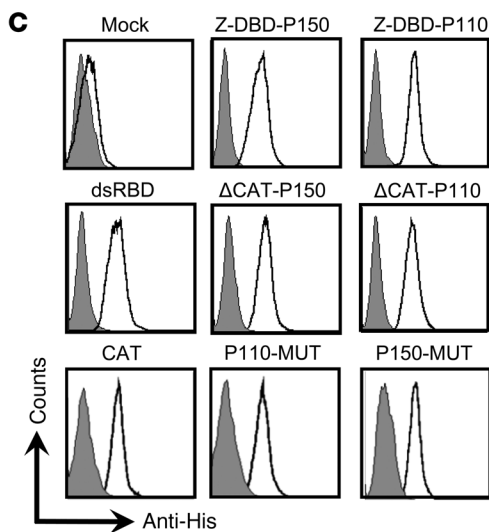 C
Mock Z-DBD-P150 Z-DBD-P110
dsRBD ΔCAT-P150 ΔCAT-P110
CAT P110-MUT P150-MUT
Counts
Anti-His